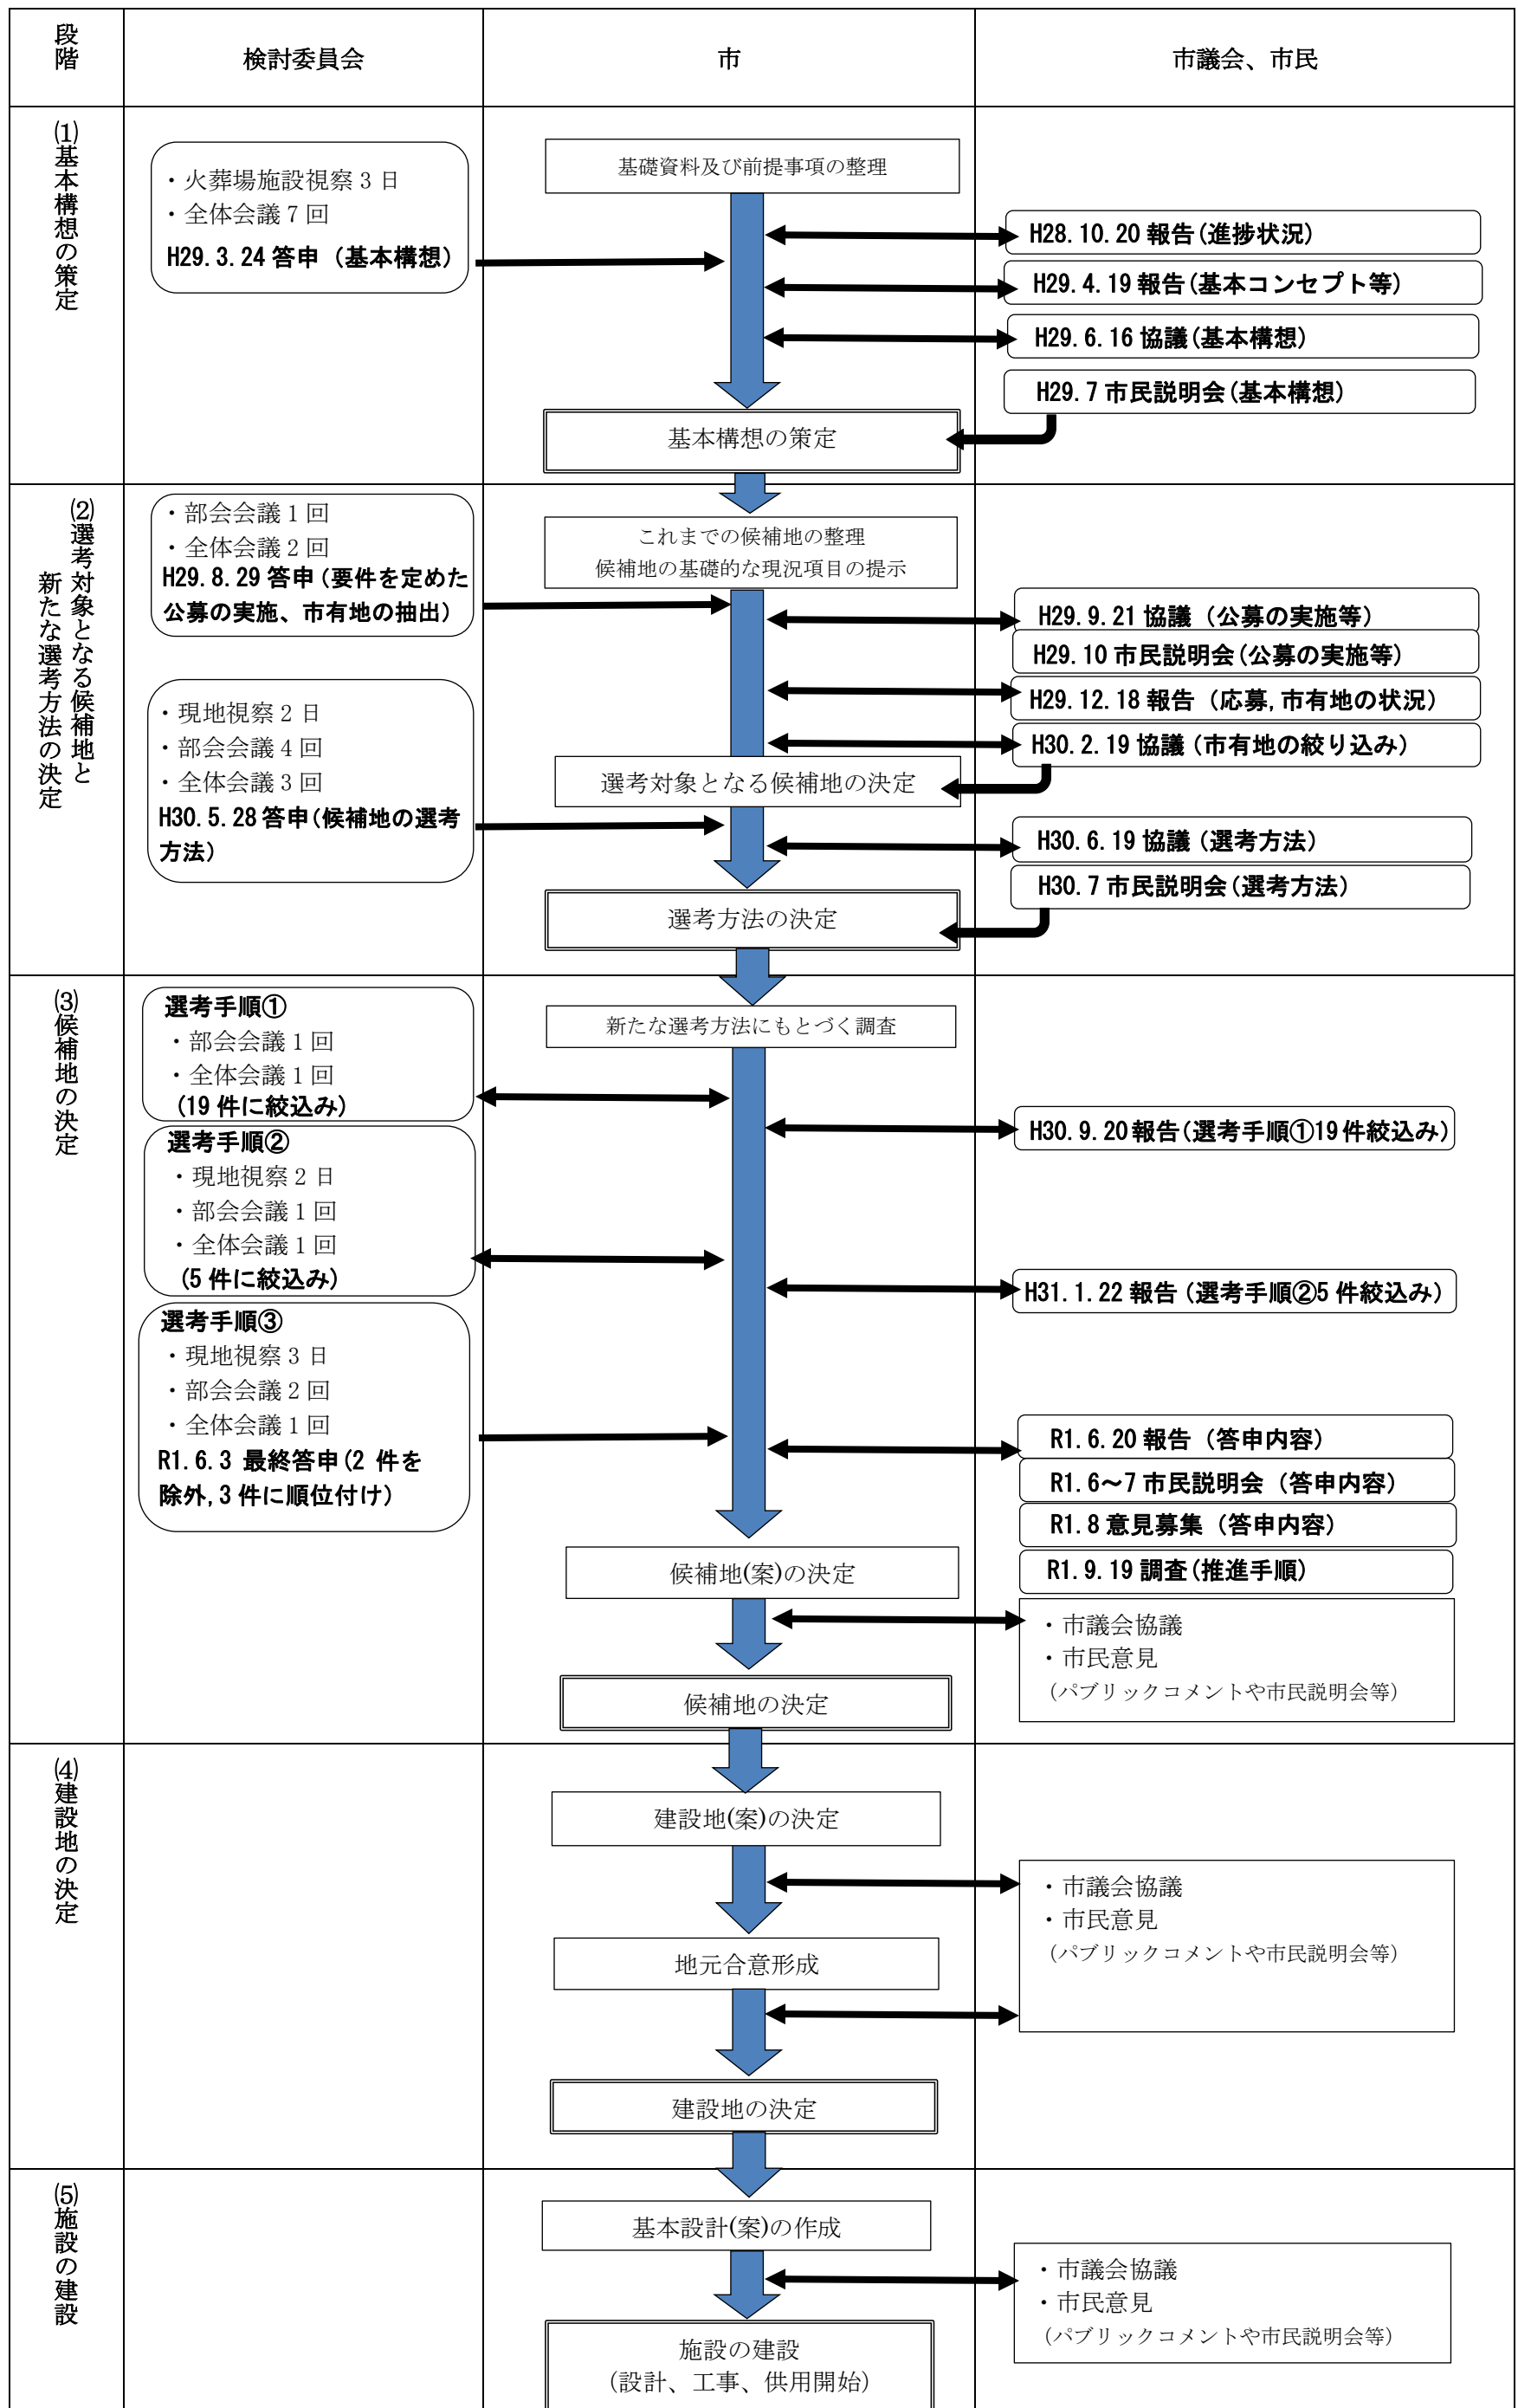 段階
検討委員会
市
市議会、市民
⑴基本構想の策定
・火葬場施設視察3日
・全体会議7回
H29.3.24答申（基本構想）
基礎資料及び前提事項の整理
H28.10.20報告(進捗状況)
H29.4.19報告(基本コンセプト等)
H29.6.16協議(基本構想)
H29.7市民説明会(基本構想)
基本構想の策定
⑵選考対象となる候補地と
新たな選考方法の決定
・部会会議1回
・全体会議2回
H29.8.29答申(要件を定めた
公募の実施、市有地の抽出)
・現地視察2日
・部会会議4回
・全体会議3回
H30.5.28答申(候補地の選考
方法)
これまでの候補地の整理
候補地の基礎的な現況項目の提示
選考対象となる候補地の決定
選考方法の決定
H29.9.21協議（公募の実施等）
H29.10市民説明会(公募の実施等)
H29.12.18報告（応募,市有地の状況）
H30.2.19協議(市有地の絞り込み)
H30.6.19協議(選考方法)
H30.7市民説明会(選考方法)
⑶候補地の決定
選考手順①
・部会会議1回
・全体会議1回
(19件に絞込み)
選考手順②
・現地視察2日
・部会会議1回
・全体会議1回
(5件に絞込み)
選考手順③
・現地視察3日
・部会会議2回
・全体会議1回
R1.6.3 最終答申(2 件を
除外,3件に順位付け)
新たな選考方法にもとづく調査
候補地(案)の決定
候補地の決定
H30.9.20報告(選考手順①19件絞込み)
H31.1.22報告(選考手順②5件絞込み)
R1.6.20報告（答申内容）
R1.6～7市民説明会（答申内容）
R1.8意見募集（答申内容）
R1.9.19調査(推進手順)
・市議会協議
・市民意見
（パブリックコメントや市民説明会等）
⑷建設地の決定
建設地(案)の決定
地元合意形成
建設地の決定
・市議会協議
・市民意見
（パブリックコメントや市民説明会等）
⑸施設の建設
基本設計(案)の作成
施設の建設
（設計、工事、供用開始）
・市議会協議
・市民意見
（パブリックコメントや市民説明会等）